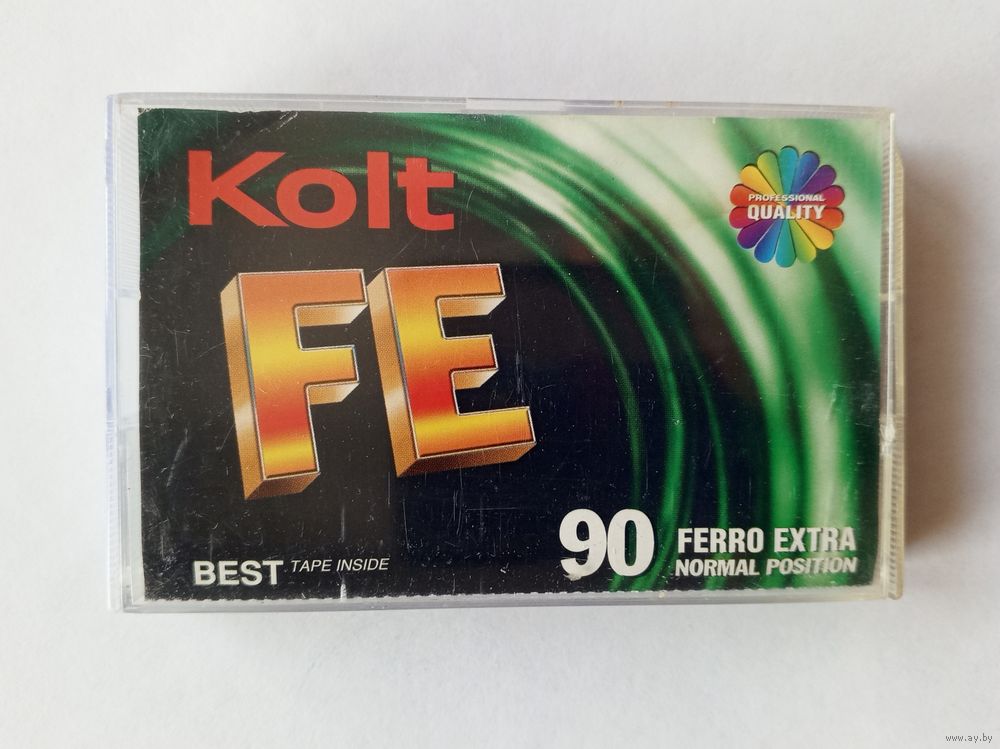 Kolt
PROFESSIONAL
QUALITY
FE
90 FERRO EXTRA
NORMAL POSITION
BEST TAPE INSIDE
www.ay.by